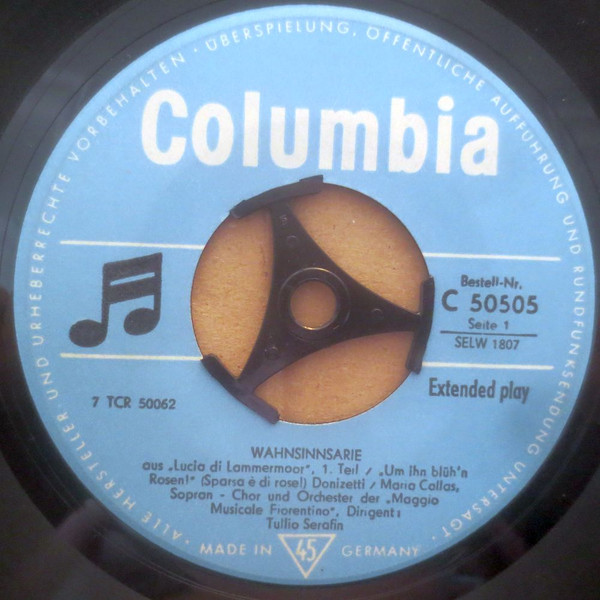 ALLE HERSTELLER UND URHEBERRECHTE VORBEHALTEN · ÜBERSPIELUNG, ÖFFENTLICHE AUFFÜHRUNG UND RUNDFUNKSENDUNG UNTERSAGT ·
Columbia
Bestell-Nr.
C 50505
Seite 1
SELW 1807
7 TCR 50062
Extended play
WAHNSINNSARIE
aus „Lucia di Lammermoor", 1. Teil / „Um ihn blüh'n
Rosen!" (Sparsa è di rose!) Donizetti / Maria Callas,
Sopran - Chor und Orchester der „Maggio
Musicale Fiorentino", Dirigent:
Tullio Serafin
MADE IN 45 GERMANY